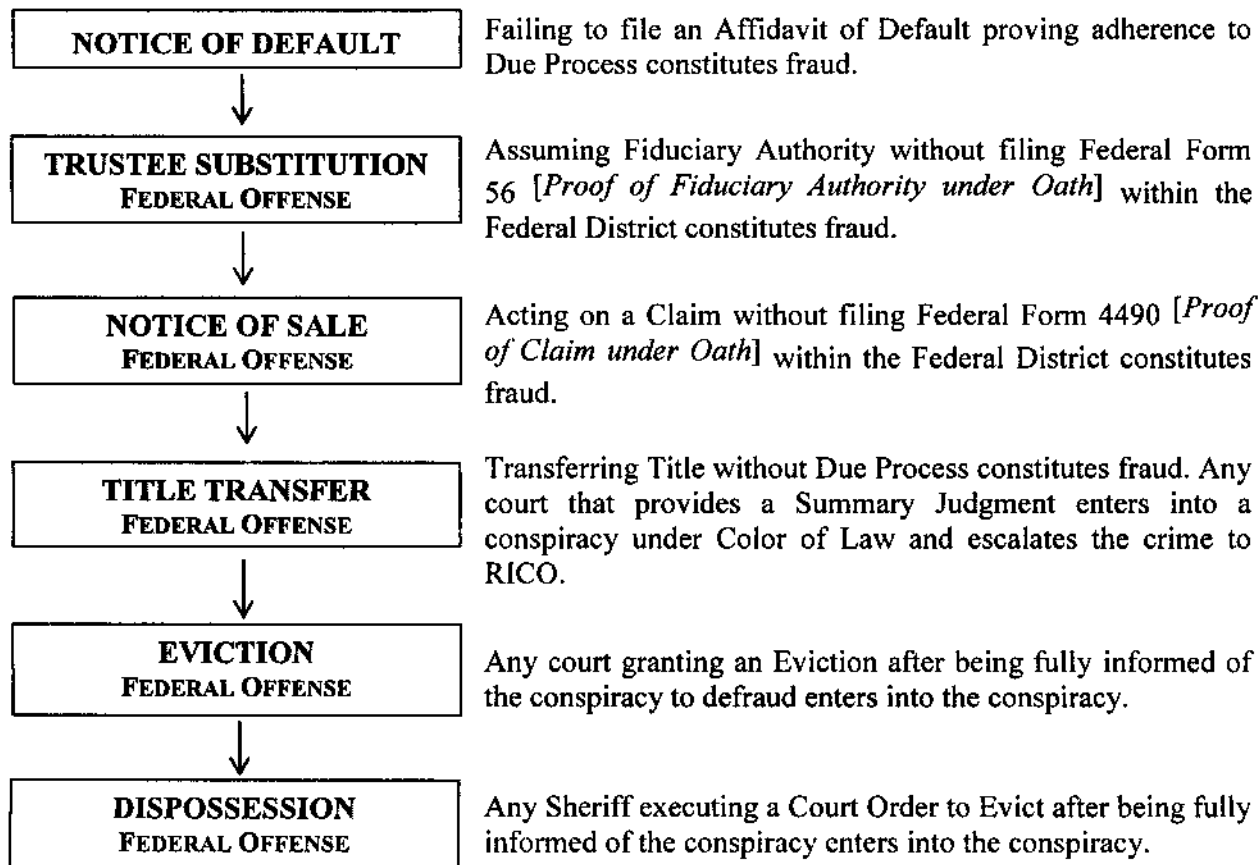 NOTICE OF DEFAULT
Failing to file an Affidavit of Default proving adherence to
Due Process constitutes fraud.
TRUSTEE SUBSTITUTION
FEDERAL OFFENSE
Assuming Fiduciary Authority without filing Federal Form
56 [Proof of Fiduciary Authority under Oath] within the
Federal District constitutes fraud.
NOTICE OF SALE
FEDERAL OFFENSE
Acting on a Claim without filing Federal Form 4490 [Proof
of Claim under Oath] within the Federal District constitutes
fraud.
TITLE TRANSFER
FEDERAL OFFENSE
Transferring Title without Due Process constitutes fraud. Any
court that provides a Summary Judgment enters into a
conspiracy under Color of Law and escalates the crime to
RICO.
EVICTION
FEDERAL OFFENSE
Any court granting an Eviction after being fully informed of
the conspiracy to defraud enters into the conspiracy.
DISPOSSESSION
FEDERAL OFFENSE
Any Sheriff executing a Court Order to Evict after being fully
informed of the conspiracy enters into the conspiracy.